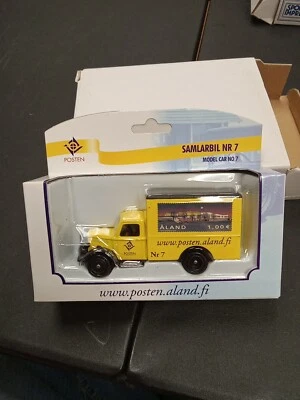 POSTEN
SAMLARBIL NR 7
MODEL CAR NO 7
ÅLAND 1,00€
www.posten.aland.fi
POSTEN
Nr 7
www.posten.aland.fi